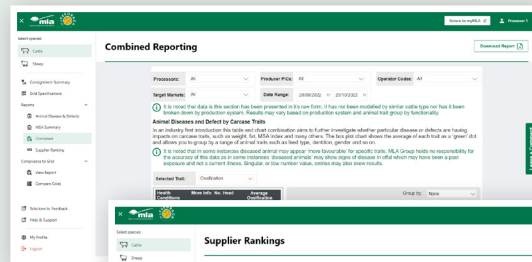 mla
Return to myMLA
Processor 1
Select species
Cattle
Sheep
Consignment Summary
Grid Specifications
Reports
Animal Disease & Defects
MSA Summary
Combined
Supplier Ranking
Compliance to Grid
View Report
Compare Grids
Solutions to Feedback
Help & Support
My Profile
Logout
Combined Reporting
Download Report
Processors: All
Producer PICs: All
Operator Codes: All
Target Markets: All
Date Range:
It is noted that data in this section has been presented in it's raw form. It has not been modelled by similar cattle type nor has it been
broken down by production system. Results may vary based on production system and animal trait group by functionality.
Animal Diseases and Defect by Carcase Traits
In an industry first introduction this table and chart combination aims to further investigate whether particular disease or defects are having
impacts on carcase traits, such as weight, fat, MSA Index and many others. The box plot chart shows the average of each trait as a 'green' dot
and allows you to group by a range of animal traits such as feed type, dentition, gender and so on.
It is noted that in some instances diseased animal may appear 'more favourable' for specific traits. MLA Group holds no responsibility for
the accuracy of this data as in some instances 'diseased animals' may show signs of disease in offal which may have been a past
exposure and not a current illness. Singular, or low number value, entries may also skew results.
Selected Trait: Ossification
Health Conditions
More Info
No. Head
Average Ossification
Group by: None
Leave a Comment
mla
Select species
Cattle
Sheep
Supplier Rankings